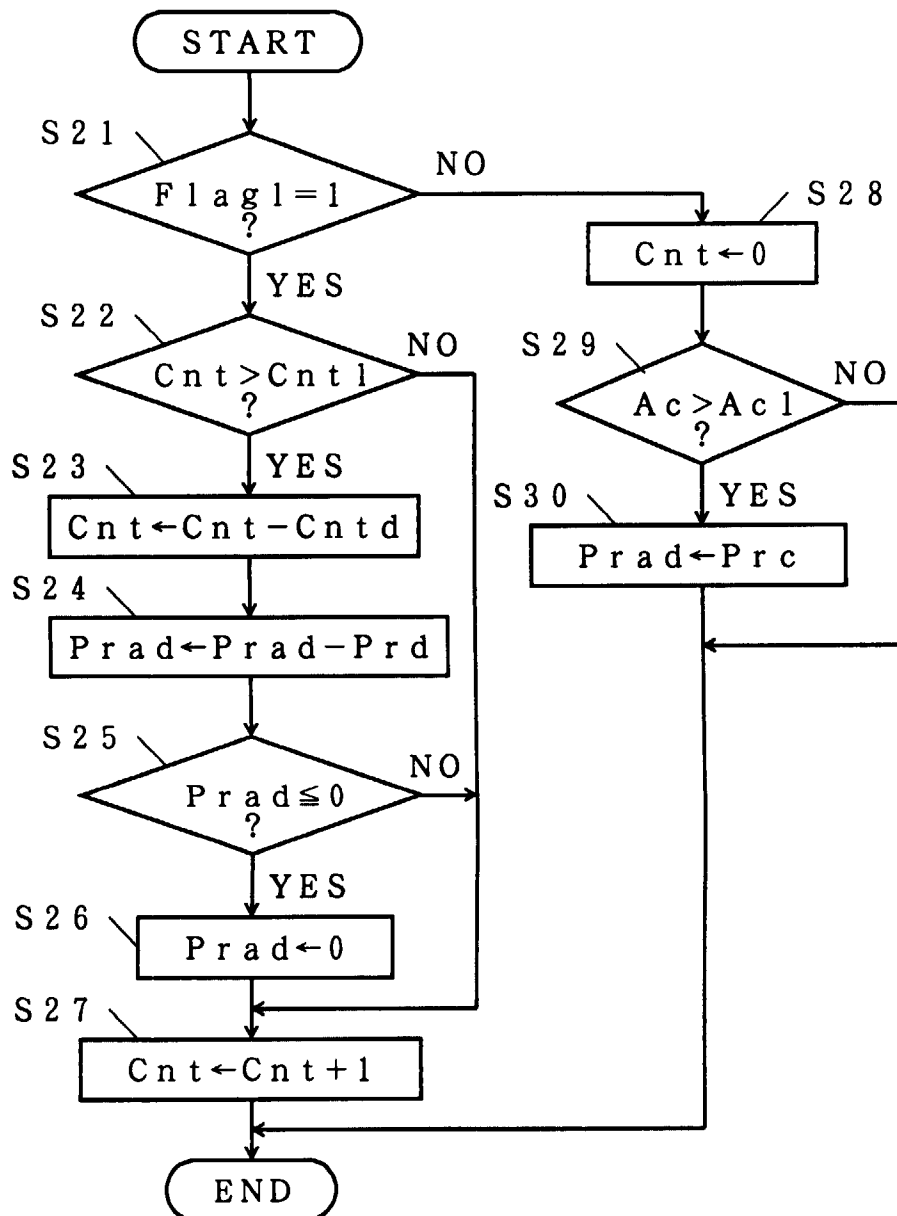 START
S21
Flag1=1
?
NO
YES
S28
Cnt←0
S22
Cnt>Cnt1
?
NO
YES
S29
Ac>Ac1
?
NO
YES
S23
Cnt←Cnt-Cntd
S30
Prad←Prc
S24
Prad←Prad-Prd
S25
Prad≦0
?
NO
YES
S26
Prad←0
S27
Cnt←Cnt+1
END